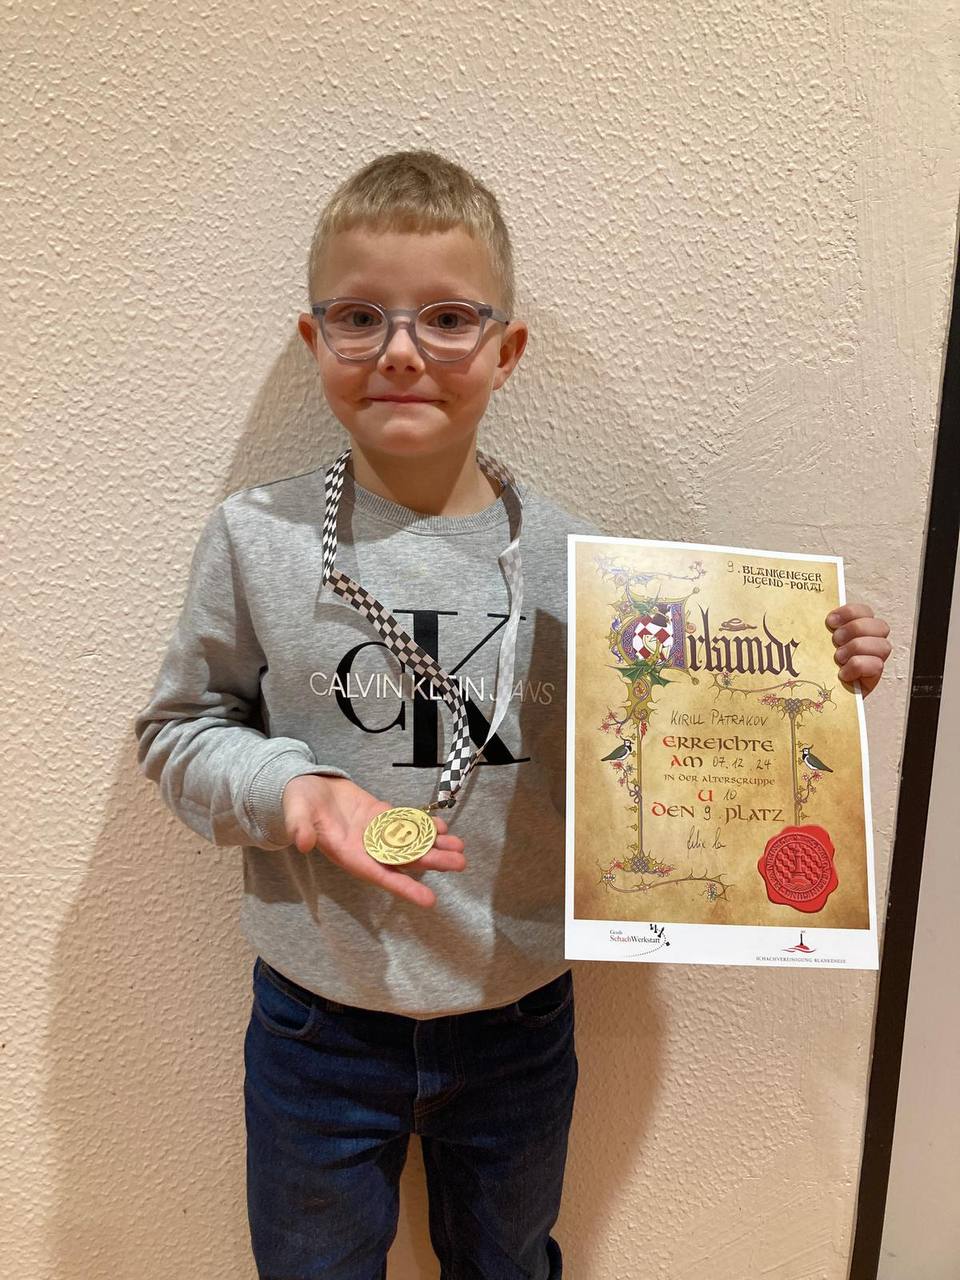 CALVIN KLEIN JEANS
CK
9. BLANKENESER
JUGEND-POKAL
Urkunde
KIRILL PATRAKOV
ERREICHTE
AM 07.12.24
IN DER ALTERSGRUPPE
U 10
DEN 9. PLATZ
SchachWerkstatt
SCHACHVEREINIGUNG BLANKENESE